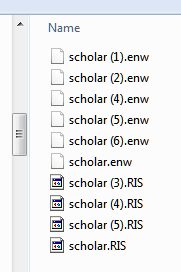 Name
scholar (1).enw
scholar (2).enw
scholar (4).enw
scholar (5).enw
scholar (6).enw
scholar.enw
scholar (3).RIS
scholar (4).RIS
scholar (5).RIS
scholar.RIS